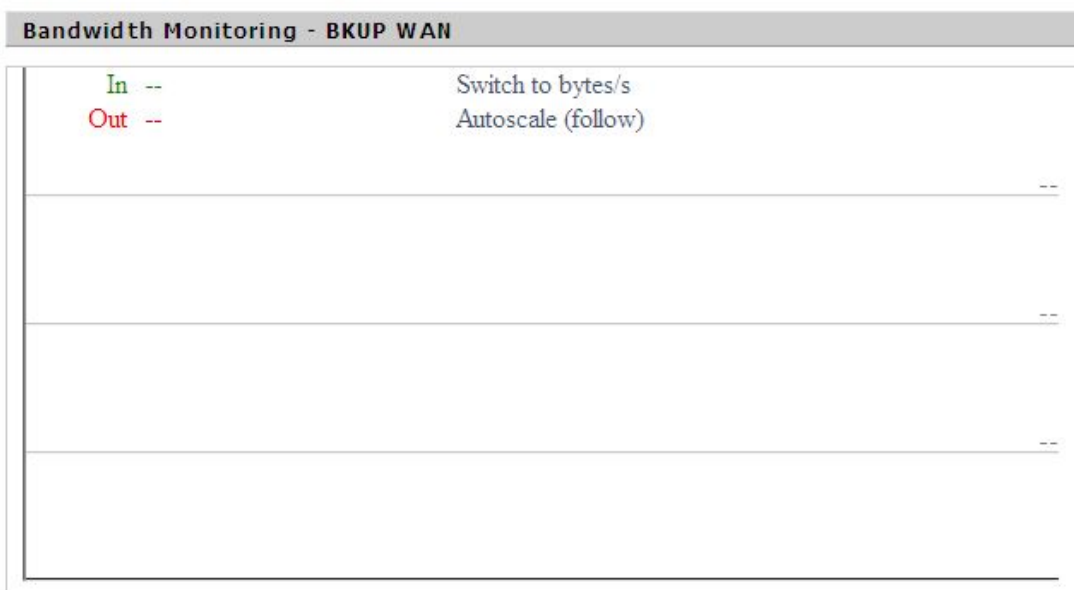 Bandwidth Monitoring - BKUP WAN
In -- Switch to bytes/s
Out -- Autoscale (follow)
--
--
--